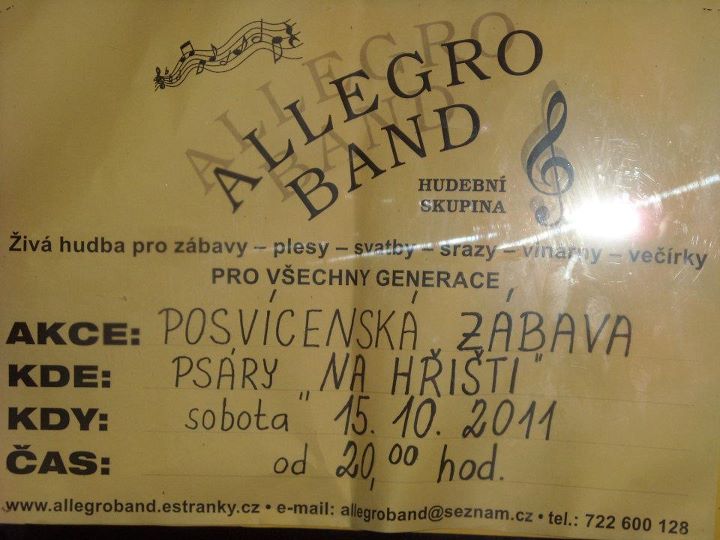 ALLEGRO
BAND
HUDEBNÍ
SKUPINA
Živá hudba pro zábavy – plesy – svatby – srazy – vinárny – večírky
PRO VŠECHNY GENERACE
AKCE: POSVÍCENSKÁ ZÁBAVA
KDE: PSÁRY „NA HŘIŠTI"
KDY: sobota 15. 10. 2011
ČAS: od 20,00 hod.
www.allegroband.estranky.cz • e-mail: allegroband@seznam.cz • tel.: 722 600 128